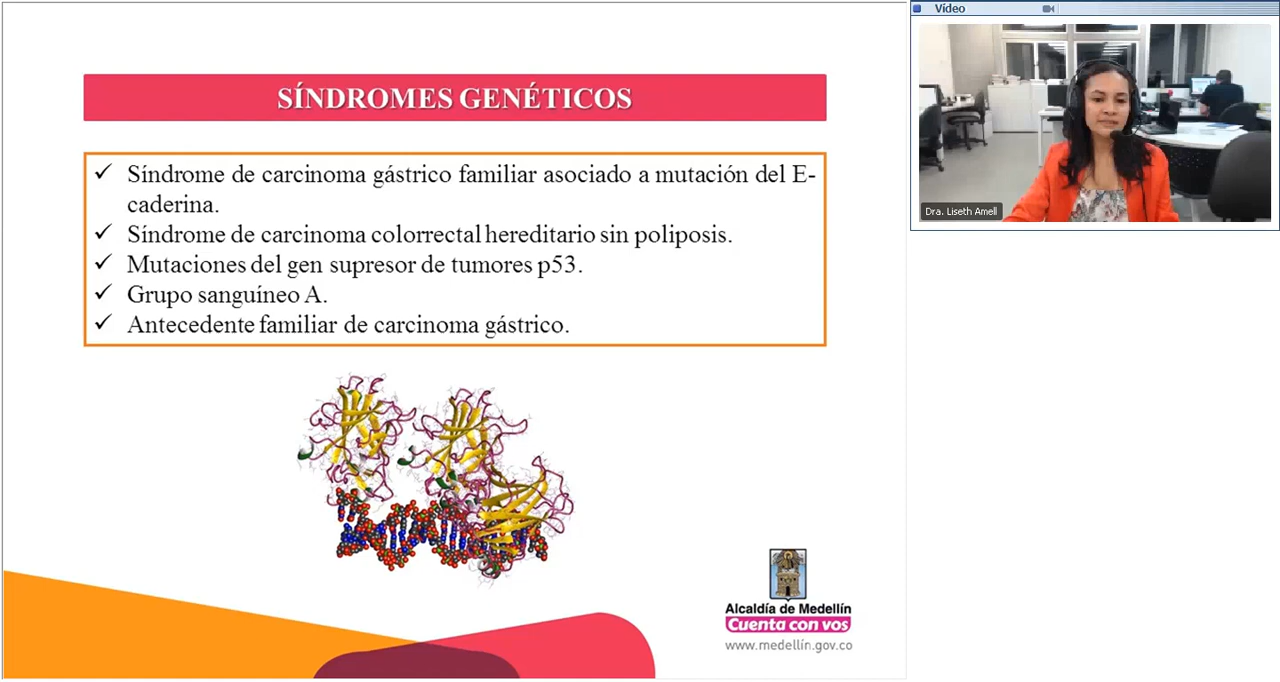 SÍNDROMES GENÉTICOS
✓ Síndrome de carcinoma gástrico familiar asociado a mutación del E-
caderina.
✓ Síndrome de carcinoma colorrectal hereditario sin poliposis.
✓ Mutaciones del gen supresor de tumores p53.
✓ Grupo sanguíneo A.
✓ Antecedente familiar de carcinoma gástrico.
Alcaldía de Medellín
Cuenta con vos
www.medellin.gov.co
Vídeo
Dra. Liseth Amell